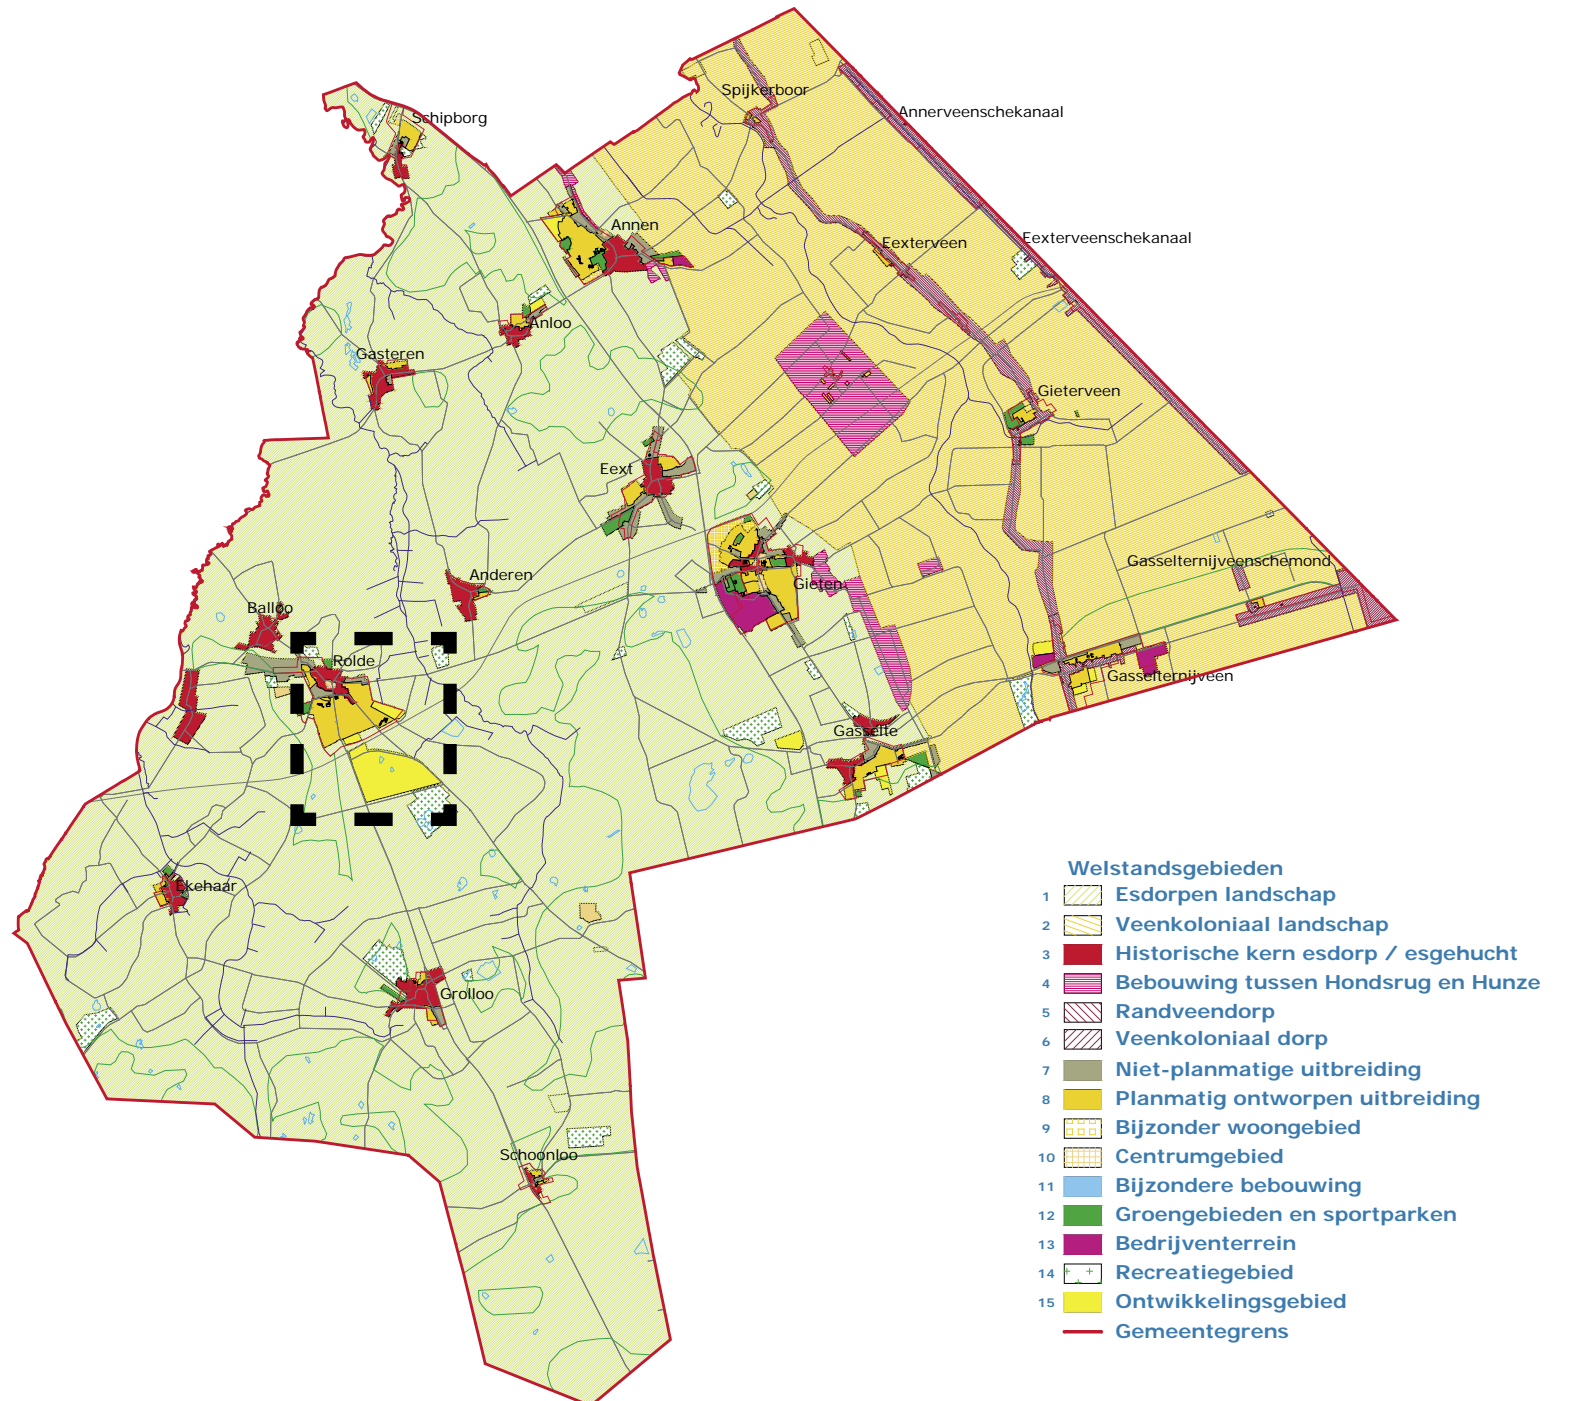 Spijkerboor
Annerveenschekanaal
Schipborg
Annen
Eexterveen
Eexterveenschekanaal
Anloo
Gasteren
Gieterveen
Eext
Gasselternijveenschemond
Anderen
Gieten
Balloo
Rolde
Gasselternijveen
Gasselte
Ekehaar
Grolloo
Schoonloo
Welstandsgebieden
1 Esdorpen landschap
2 Veenkoloniaal landschap
3 Historische kern esdorp / esgehucht
4 Bebouwing tussen Hondsrug en Hunze
5 Randveendorp
6 Veenkoloniaal dorp
7 Niet-planmatige uitbreiding
8 Planmatig ontworpen uitbreiding
9 Bijzonder woongebied
10 Centrumgebied
11 Bijzondere bebouwing
12 Groengebieden en sportparken
13 Bedrijventerrein
14 Recreatiegebied
15 Ontwikkelingsgebied
Gemeentegrens